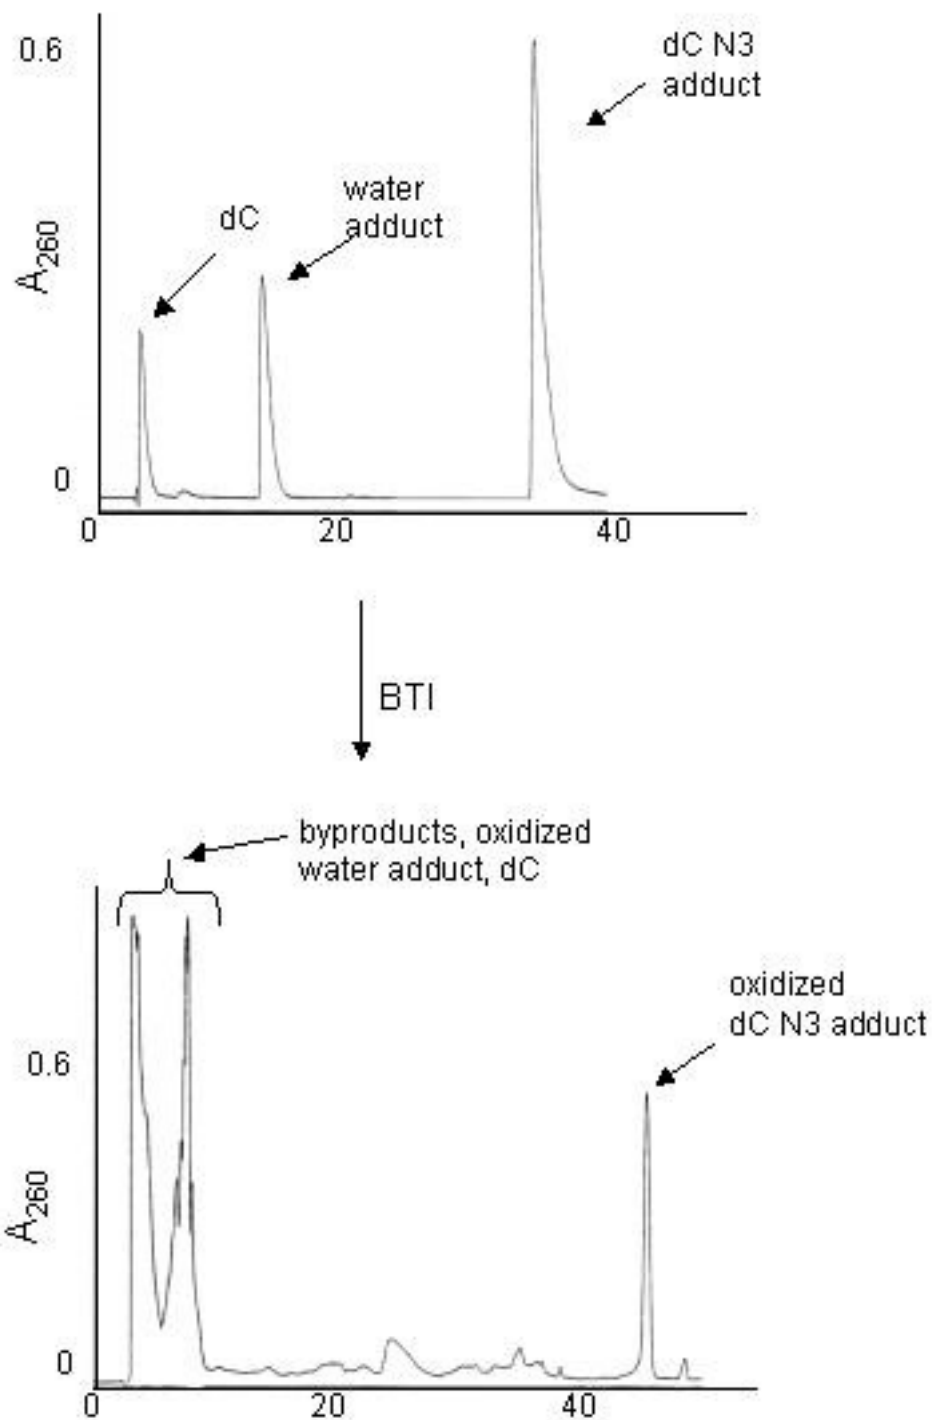 0.6
dC N3
adduct
water
adduct
dC
A260
0
0
20
40
BTI
byproducts, oxidized
water adduct, dC
oxidized
dC N3 adduct
0.6
A260
0
0
20
40